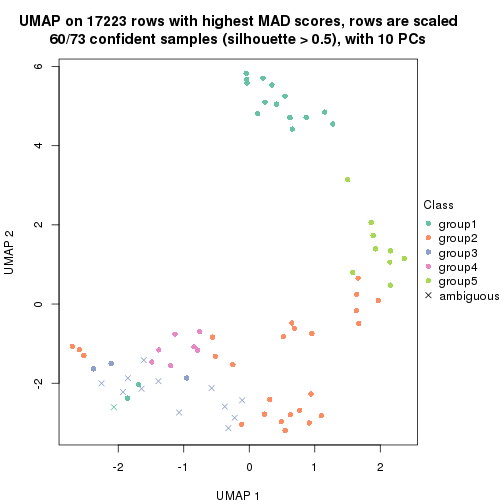 UMAP on 17223 rows with highest MAD scores, rows are scaled
60/73 confident samples (silhouette > 0.5), with 10 PCs
6
4
2
0
-2
UMAP 2
-2
-1
0
1
2
UMAP 1
Class
group1
group2
group3
group4
group5
ambiguous